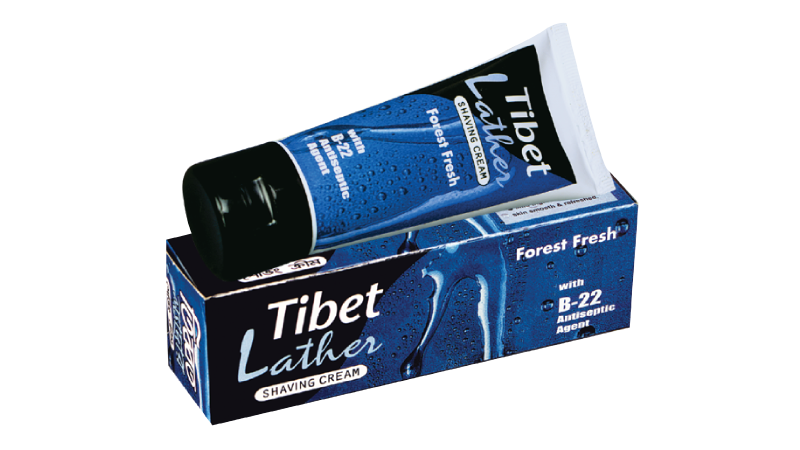 Tibet
Lather
SHAVING CREAM
Forest Fresh
with
B-22
Antiseptic
Agent
skin smooth & refreshing.
Forest Fresh
with
B-22
Antiseptic
Agent
ক্রীম
Tibet
Lather
SHAVING CREAM